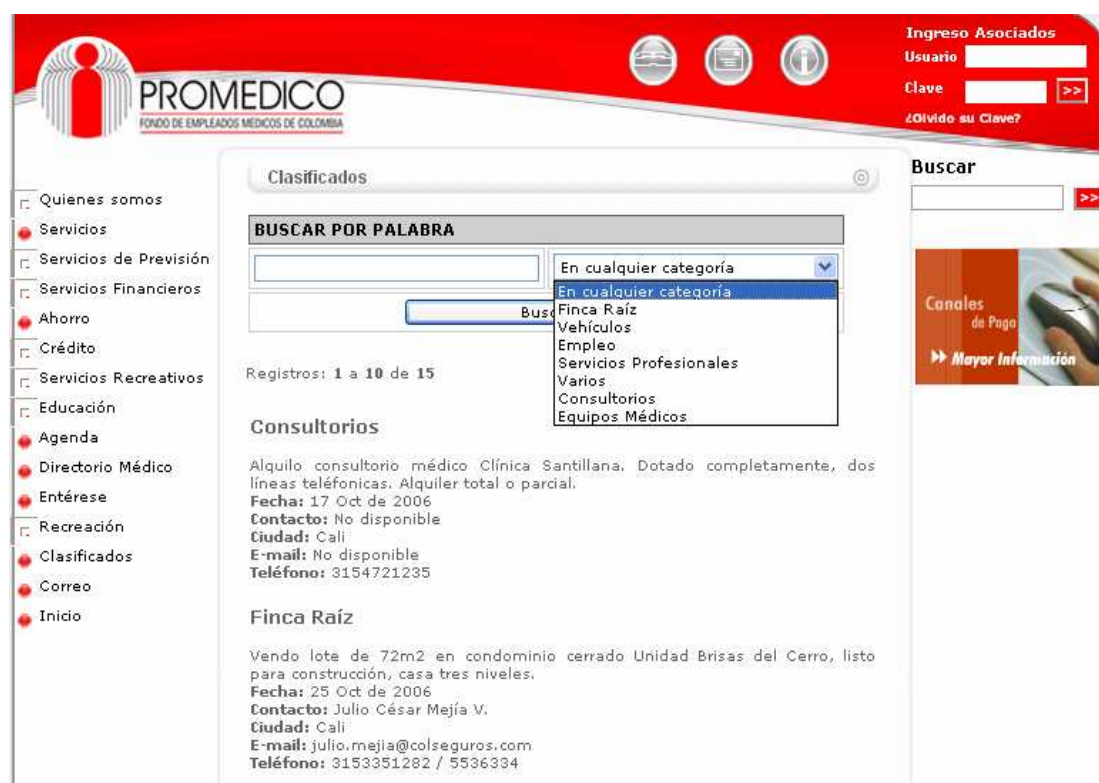 PROMEDICO
FONDO DE EMPLEADOS MEDICOS DE COLOMBIA
Ingreso Asociados
Usuario
Clave
>>
¿Olvido su Clave?
Quienes somos
Servicios
Servicios de Previsión
Servicios Financieros
Ahorro
Crédito
Servicios Recreativos
Educación
Agenda
Directorio Médico
Entérese
Recreación
Clasificados
Correo
Inicio
Clasificados
BUSCAR POR PALABRA
En cualquier categoría
En cualquier categoría
Finca Raíz
Vehículos
Empleo
Servicios Profesionales
Varios
Consultorios
Equipos Médicos
Registros: 1 a 10 de 15
Consultorios
Alquilo consultorio médico Clínica Santillana. Dotado completamente, dos
líneas teléfonicas. Alquiler total o parcial.
Fecha: 17 Oct de 2006
Contacto: No disponible
Ciudad: Cali
E-mail: No disponible
Teléfono: 3154721235
Finca Raíz
Vendo lote de 72m2 en condominio cerrado Unidad Brisas del Cerro, listo
para construcción, casa tres niveles.
Fecha: 25 Oct de 2006
Contacto: Julio César Mejía V.
Ciudad: Cali
E-mail: julio.mejia@colseguros.com
Teléfono: 3153351282 / 5536334
Buscar
>>
Canales
de Pago
Mayor Información